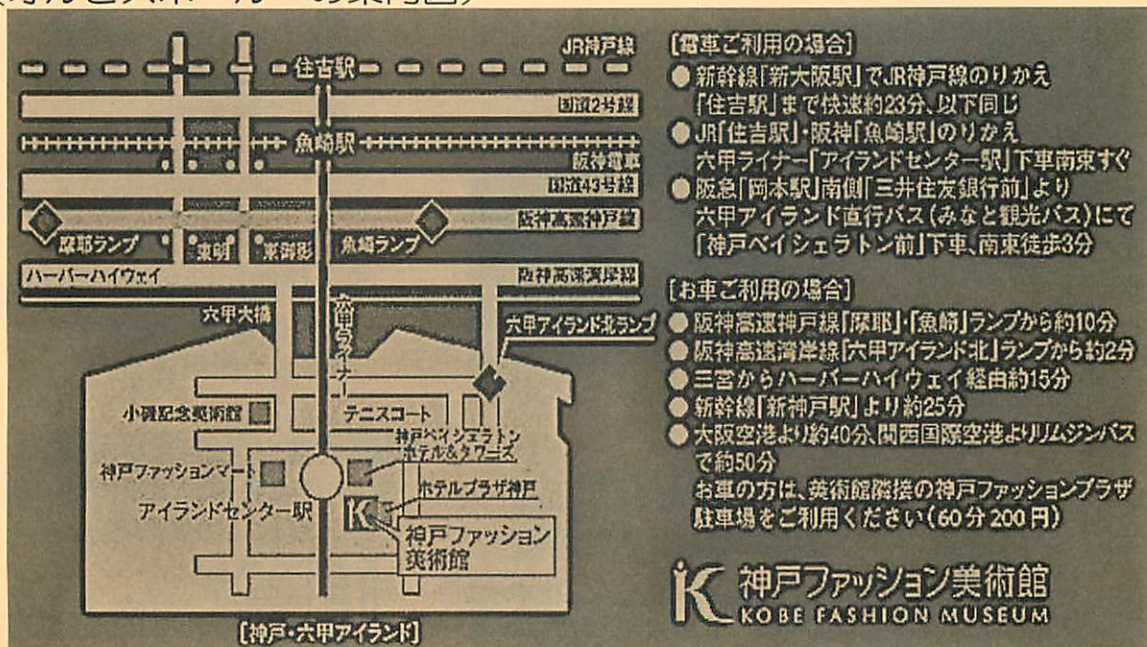 JR神戸線
住吉駅
国道2号線
魚崎駅
阪神電車
国道43号線
阪神高速神戸線
摩耶ランプ
東明
東御影
魚崎ランプ
ハーバーハイウェイ
阪神高速湾岸線
六甲大橋
六甲ライナー
六甲アイランド北ランプ
小磯記念美術館
テニスコート
神戸ベイシェラトン
ホテル&タワーズ
神戸ファッションマート
ホテルプラザ神戸
アイランドセンター駅
K
神戸ファッション
美術館
[神戸・六甲アイランド]
[電車ご利用の場合]
●新幹線「新大阪駅」でJR神戸線のりかえ
「住吉駅」まで快速約23分、以下同じ
●JR「住吉駅」・阪神「魚崎駅」のりかえ
六甲ライナー「アイランドセンター駅」下車南東すぐ
●阪急「岡本駅」南側「三井住友銀行前」より
六甲アイランド直行バス(みなと観光バス)にて
「神戸ベイシェラトン前」下車、南東徒歩3分
[お車ご利用の場合]
●阪神高速神戸線「摩耶」・「魚崎」ランプから約10分
●阪神高速湾岸線「六甲アイランド北」ランプから約2分
●三宮からハーバーハイウェイ経由約15分
●新幹線「新神戸駅」より約25分
●大阪空港より約40分、関西国際空港よりリムジンバス
で約50分
お車の方は、美術館隣接の神戸ファッションプラザ
駐車場をご利用ください(60分200円)
K 神戸ファッション美術館
KOBE FASHION MUSEUM